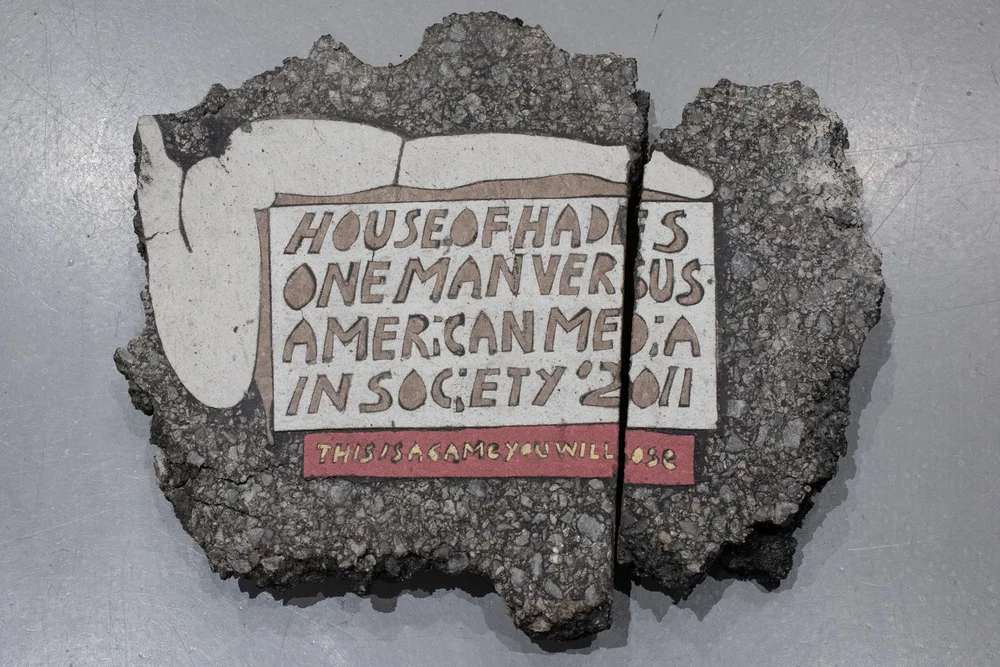 HOUSE OF HADES
ONE MAN VERSUS
AMERiCAN MEDiA
IN SOCiETY '2011
THIS IS A GAME YOU WILL LOSE